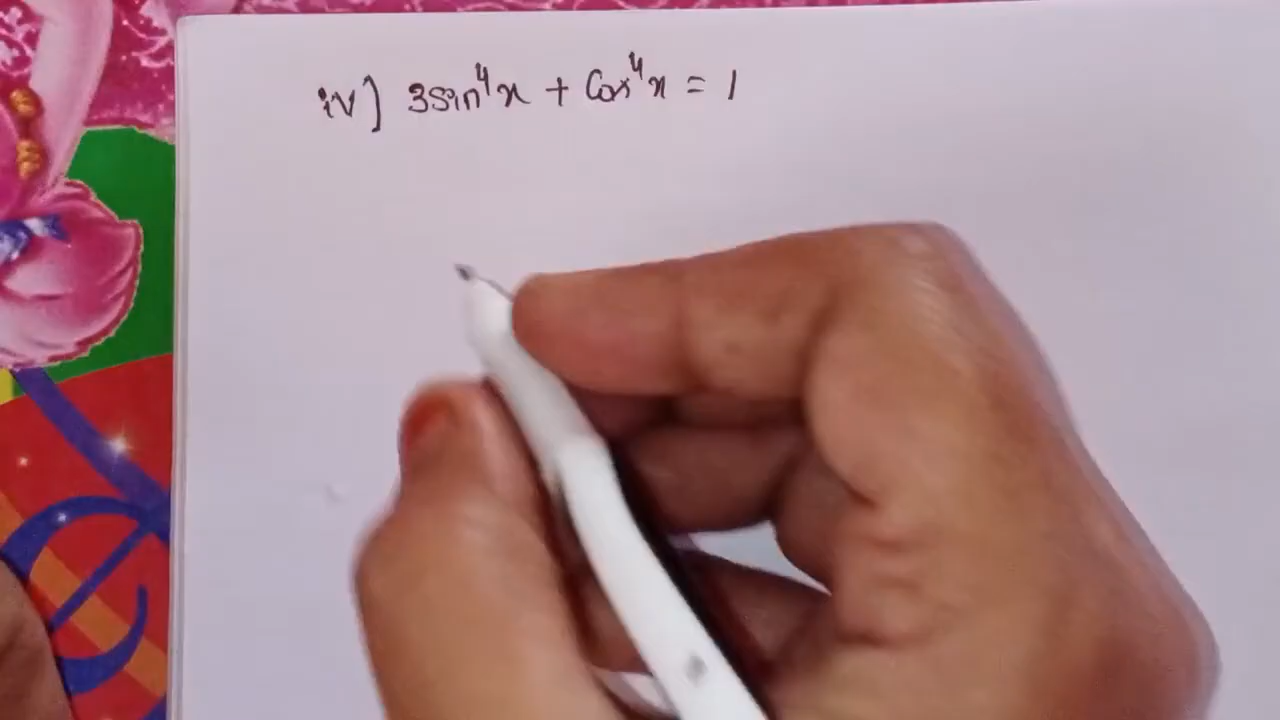 iv] 3sin⁴x + Cos⁴x = 1